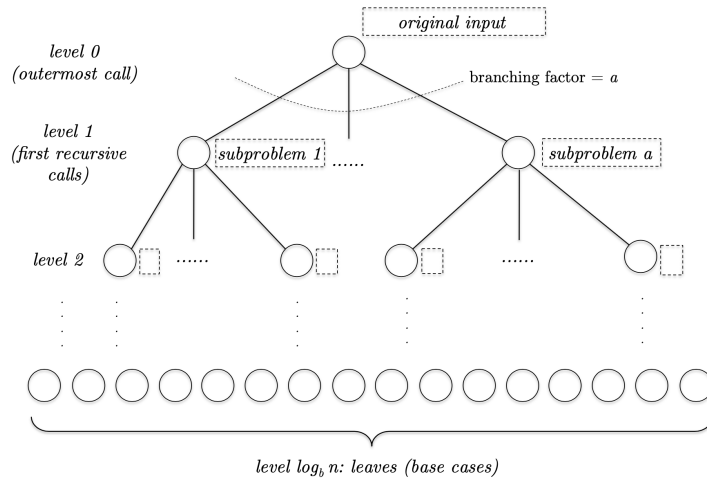 original input
level 0
(outermost call)
branching factor = a
level 1
(first recursive
calls)
subproblem 1
......
subproblem a
level 2
......
......
level log_b n: leaves (base cases)